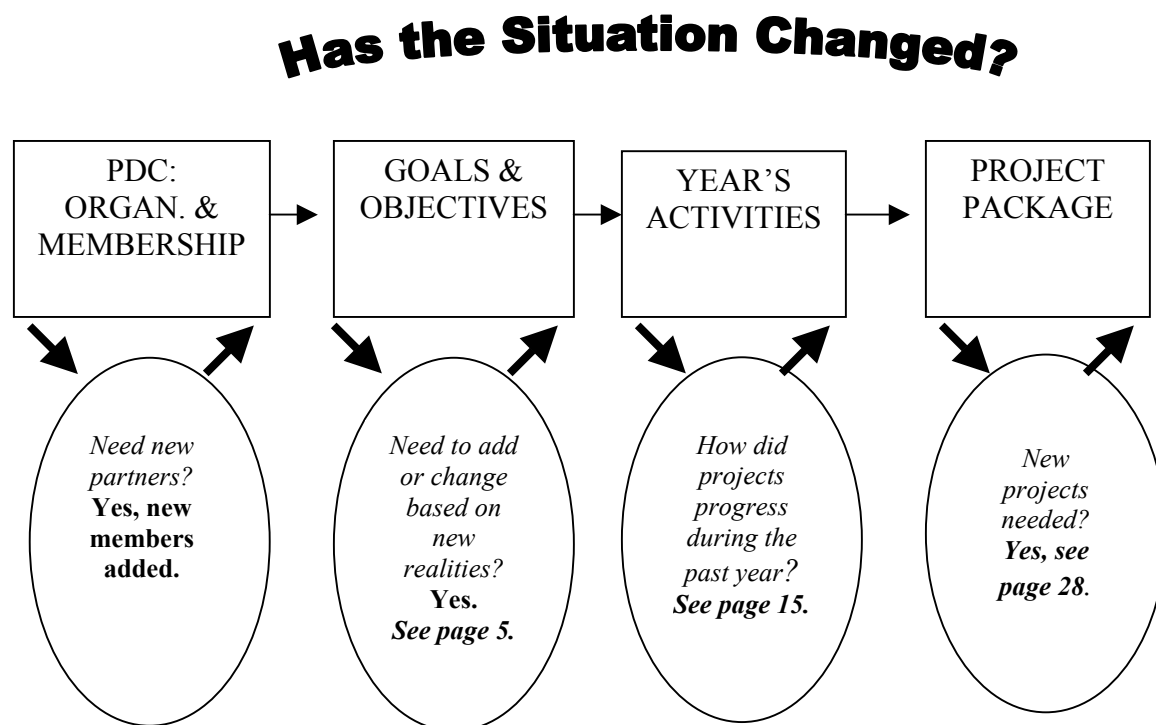 Has the Situation Changed?
PDC:
ORGAN. &
MEMBERSHIP
GOALS &
OBJECTIVES
YEAR’S
ACTIVITIES
PROJECT
PACKAGE
Need new
partners?
Yes, new
members
added.
Need to add
or change
based on
new
realities?
Yes.
See page 5.
How did
projects
progress
during the
past year?
See page 15.
New
projects
needed?
Yes, see
page 28.